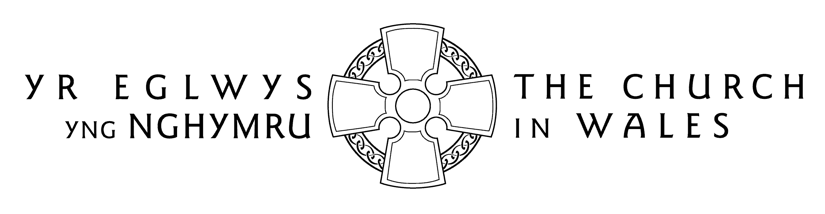 YR EGLWYS
YNG NGHYMRU
THE CHURCH
IN WALES